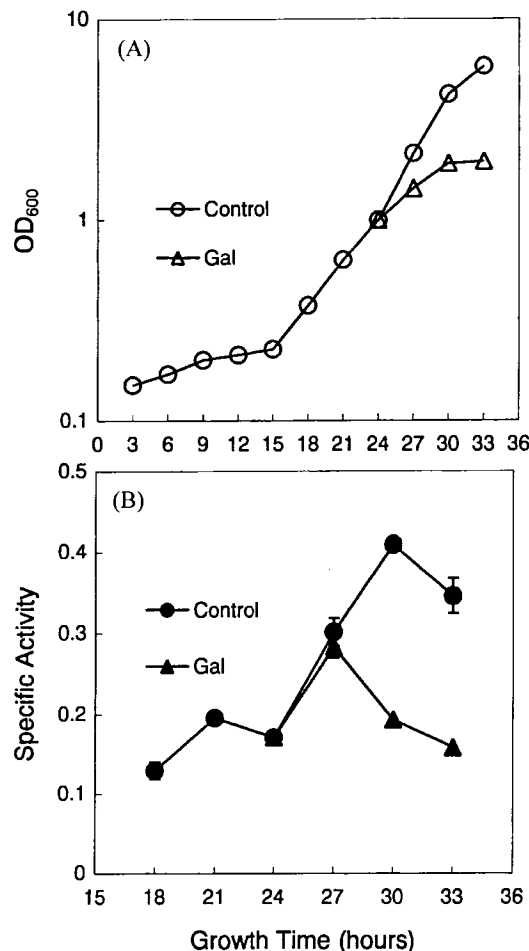 10
(A)
OD600
1
Control
Gal
0.1
0 3 6 9 12 15 18 21 24 27 30 33 36
0.5
(B)
0.4
Control
0.3
Gal
Specific Activity
0.2
0.1
0
15 18 21 24 27 30 33 36
Growth Time (hours)